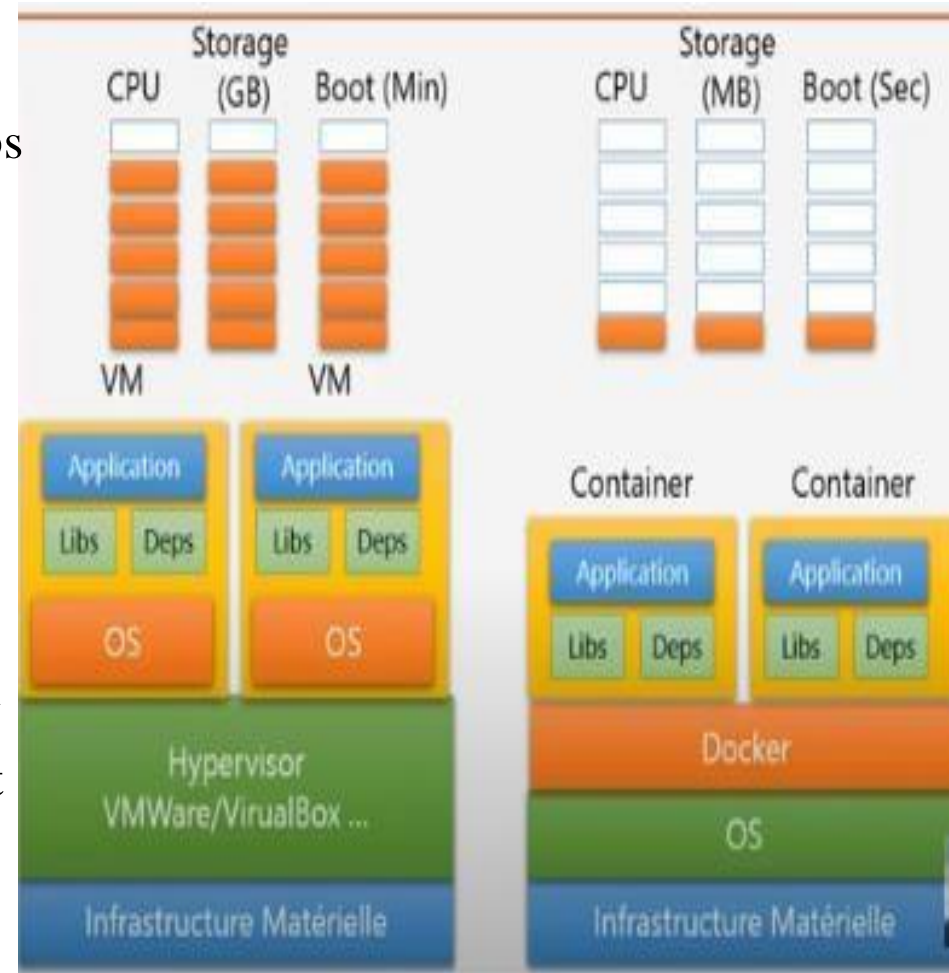 Storage
CPU (GB) Boot (Min)
VM VM
Application Application
Libs Deps Libs Deps
OS OS
Hypervisor
VMWare/VirualBox ...
Infrastructure Matérielle
Storage
CPU (MB) Boot (Sec)
Container Container
Application Application
Libs Deps Libs Deps
Docker
OS
Infrastructure Matérielle